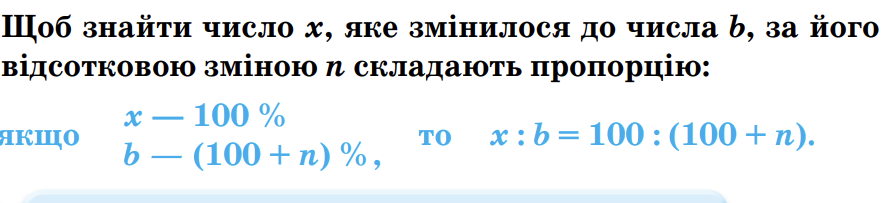 Щоб знайти число x, яке змінилося до числа b, за його
відсотковою зміною n складають пропорцію:
якщо x — 100 % b — (100 + n) %, то x : b = 100 : (100 + n).